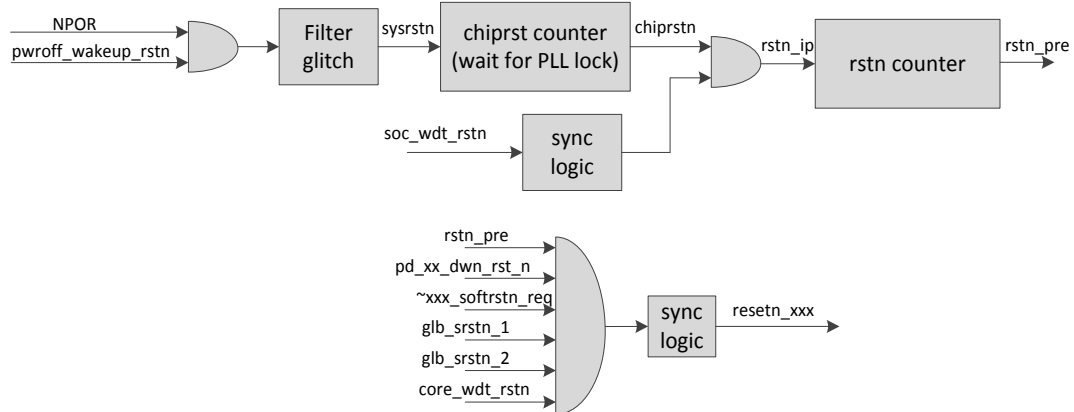 NPOR
pwroff_wakeup_rstn
Filter
glitch
sysrstn
chiprst counter
(wait for PLL lock)
chiprstn
rstn_ip
rstn counter
rstn_pre
soc_wdt_rstn
sync
logic
rstn_pre
pd_xx_dwn_rst_n
~xxx_softrstn_req
glb_srstn_1
glb_srstn_2
core_wdt_rstn
sync
logic
resetn_xxx